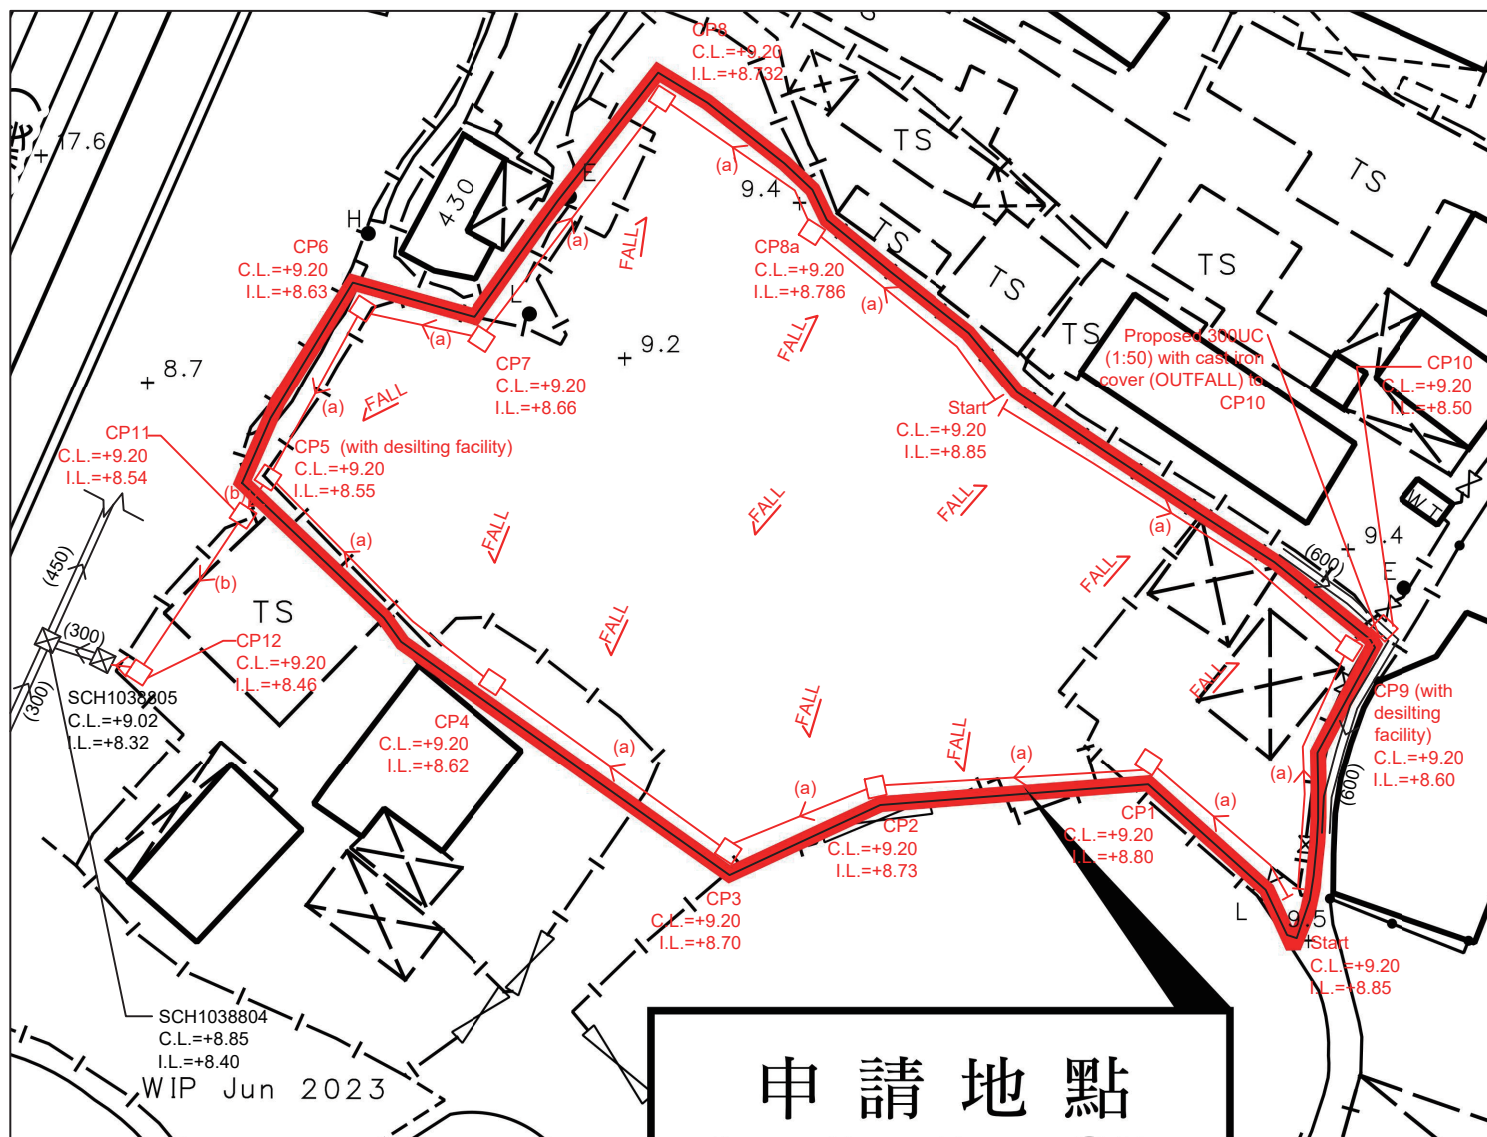 CP8
C.L.=+9.20
I.L.=+8.732
17.6
TS
TS
(a)
E
9.4
430
H
TS
CP6
C.L.=+9.20
I.L.=+8.63
(a)
FALL
CP8a
C.L.=+9.20
I.L.=+8.786
TS
TS
L
(a)
(a)
FALL
TS
Proposed 300UC
(1:50) with cast iron
cover (OUTFALL) to
CP10
9.2
8.7
CP7
C.L.=+9.20
I.L.=+8.66
CP10
C.L.=+9.20
I.L.=+8.50
(a)
FALL
Start
C.L.=+9.20
I.L.=+8.85
CP11
C.L.=+9.20
I.L.=+8.54
CP5 (with desilting facility)
C.L.=+9.20
I.L.=+8.55
(b)
FALL
FALL
FALL
(a)
W T
9.4
(a)
(600)
(450)
(b)
FALL
E
TS
FALL
(300)
CP12
C.L.=+9.20
I.L.=+8.46
FALL
(300)
SCH1038805
C.L.=+9.02
I.L.=+8.32
CP9 (with
desilting
facility)
C.L.=+9.20
I.L.=+8.60
CP4
C.L.=+9.20
I.L.=+8.62
FALL
FALL
(a)
(a)
(a)
(600)
(a)
(a)
CP1
C.L.=+9.20
I.L.=+8.80
CP2
C.L.=+9.20
I.L.=+8.73
CP3
C.L.=+9.20
I.L.=+8.70
L
9.5
Start
C.L.=+9.20
I.L.=+8.85
SCH1038804
C.L.=+8.85
I.L.=+8.40
WIP Jun 2023
申請地點